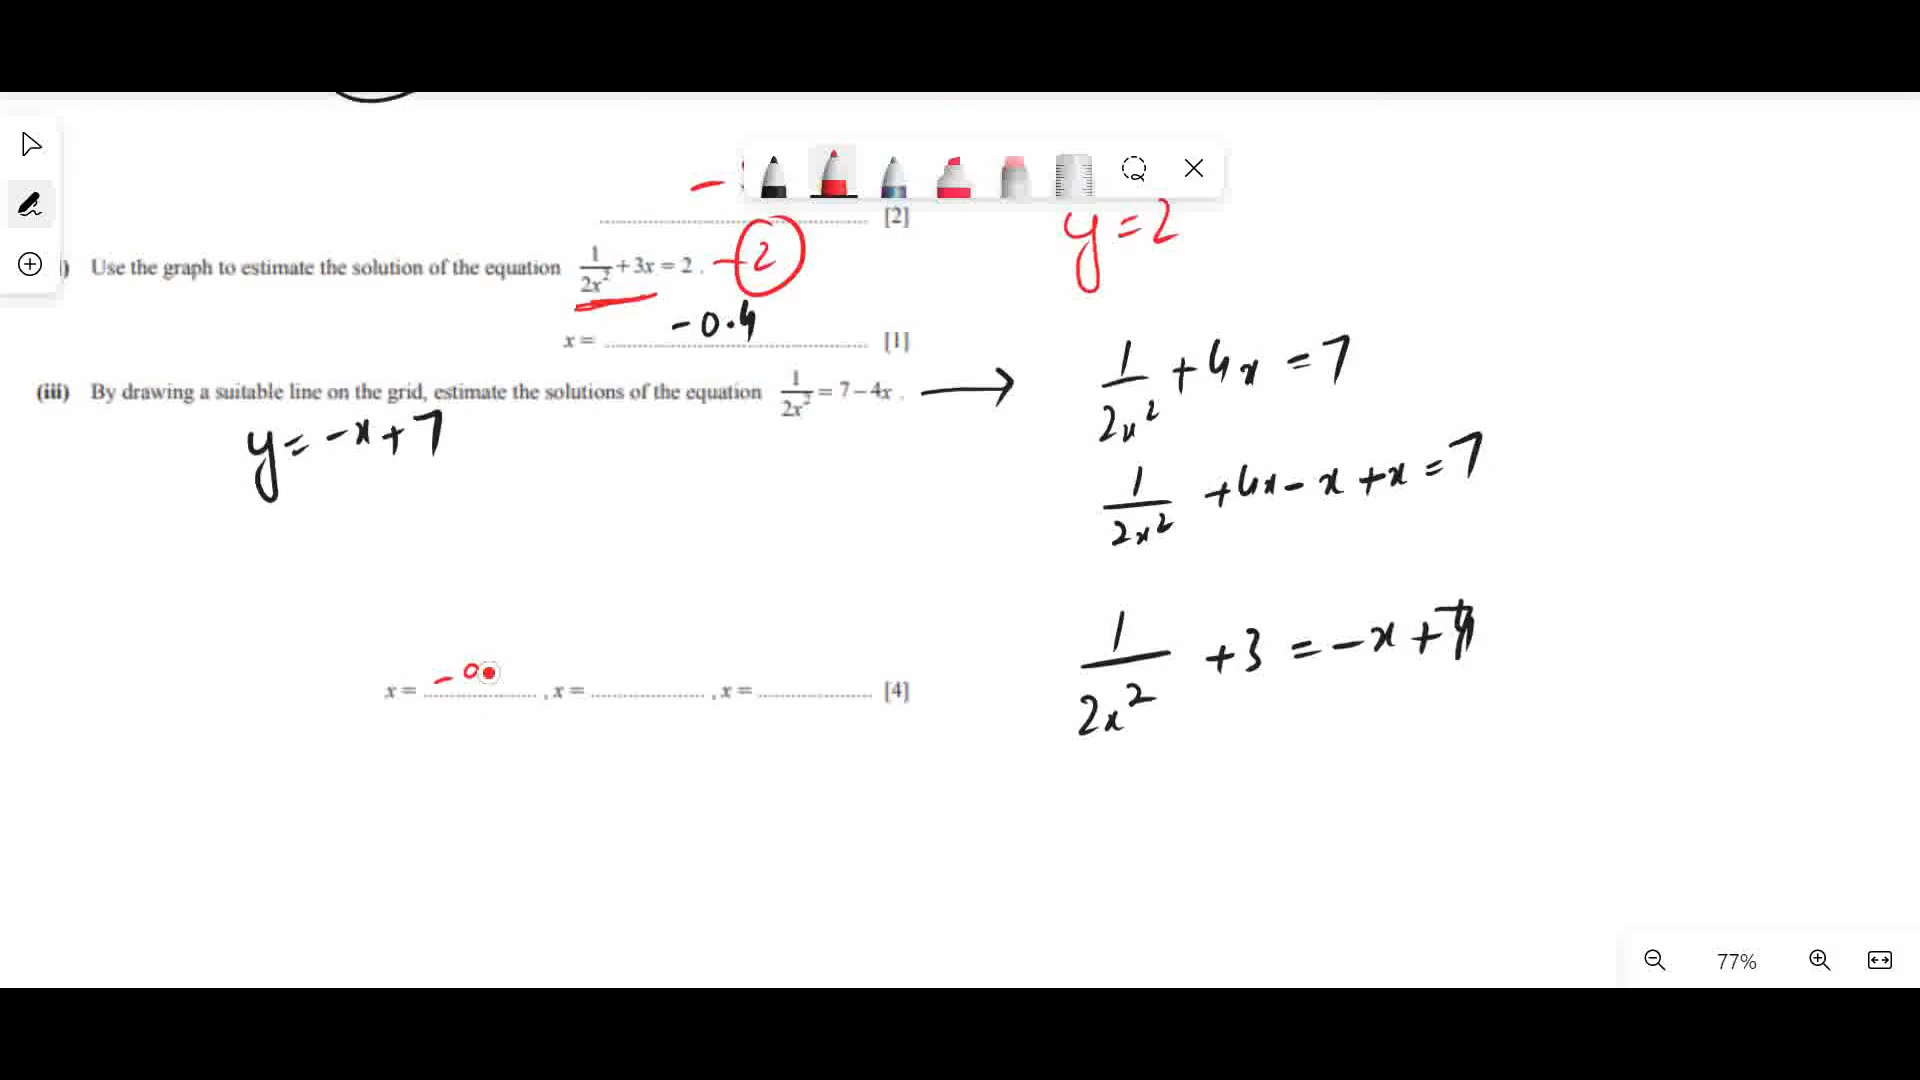 [2]
y = 2
) Use the graph to estimate the solution of the equation 1/2x² + 3x = 2 . 2
x = - 0.4 [1]
(iii) By drawing a suitable line on the grid, estimate the solutions of the equation 1/2x² = 7 – 4x .
y = -x + 7
1/2x² + 4x = 7
1/2x² + 4x - x + x = 7
1/2x² + 3 = -x + 7
x = - 0 , x = , x = [4]
77%